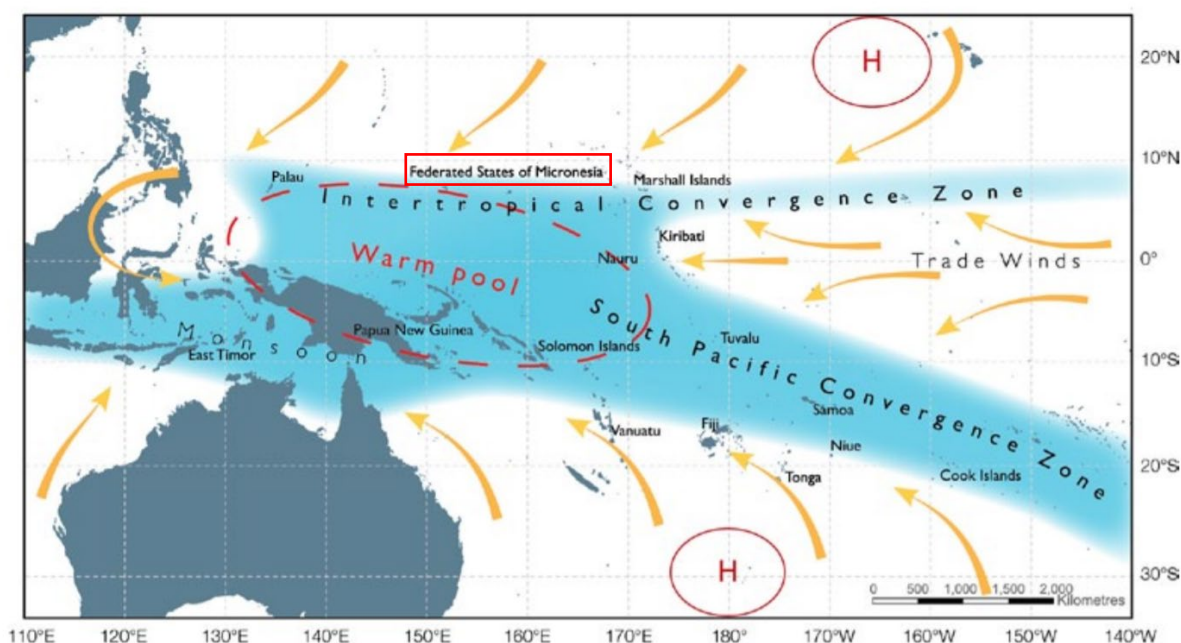 H
20°N
10°N
Palau
Federated States of Micronesia
Marshall Islands
Intertropical Convergence Zone
Kiribati
Warm pool
Nauru
Trade Winds
0°
South Pacific Convergence Zone
Monsoon
Papua New Guinea
East Timor
Solomon Islands
Tuvalu
10°S
Samoa
Vanuatu
Fiji
Niue
20°S
Cook Islands
Tonga
H
30°S
0 500 1,000 1,500 2,000
Kilometres
110°E 120°E 130°E 140°E 150°E 160°E 170°E 180° 170°W 160°W 150°W 140°W